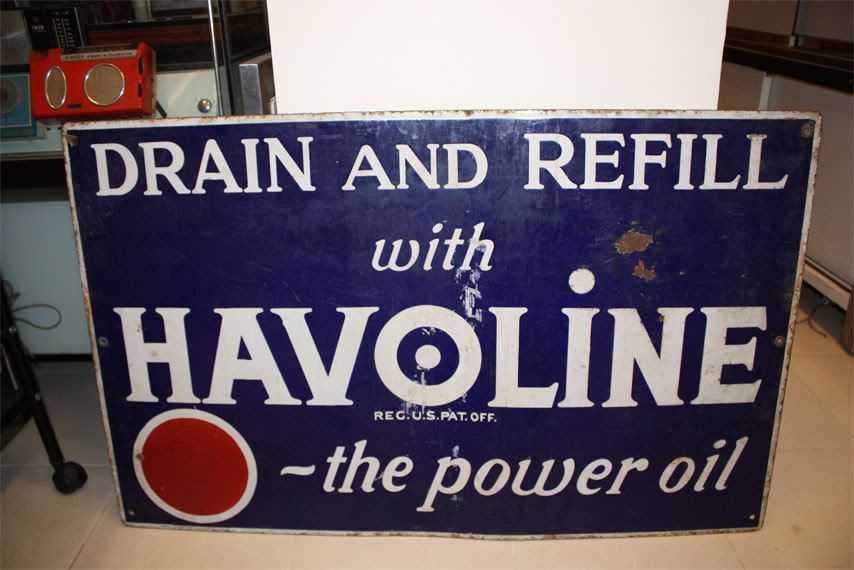 DRAIN AND REFILL
with
HAVOLiNE
REG. U.S. PAT. OFF.
~the power oil